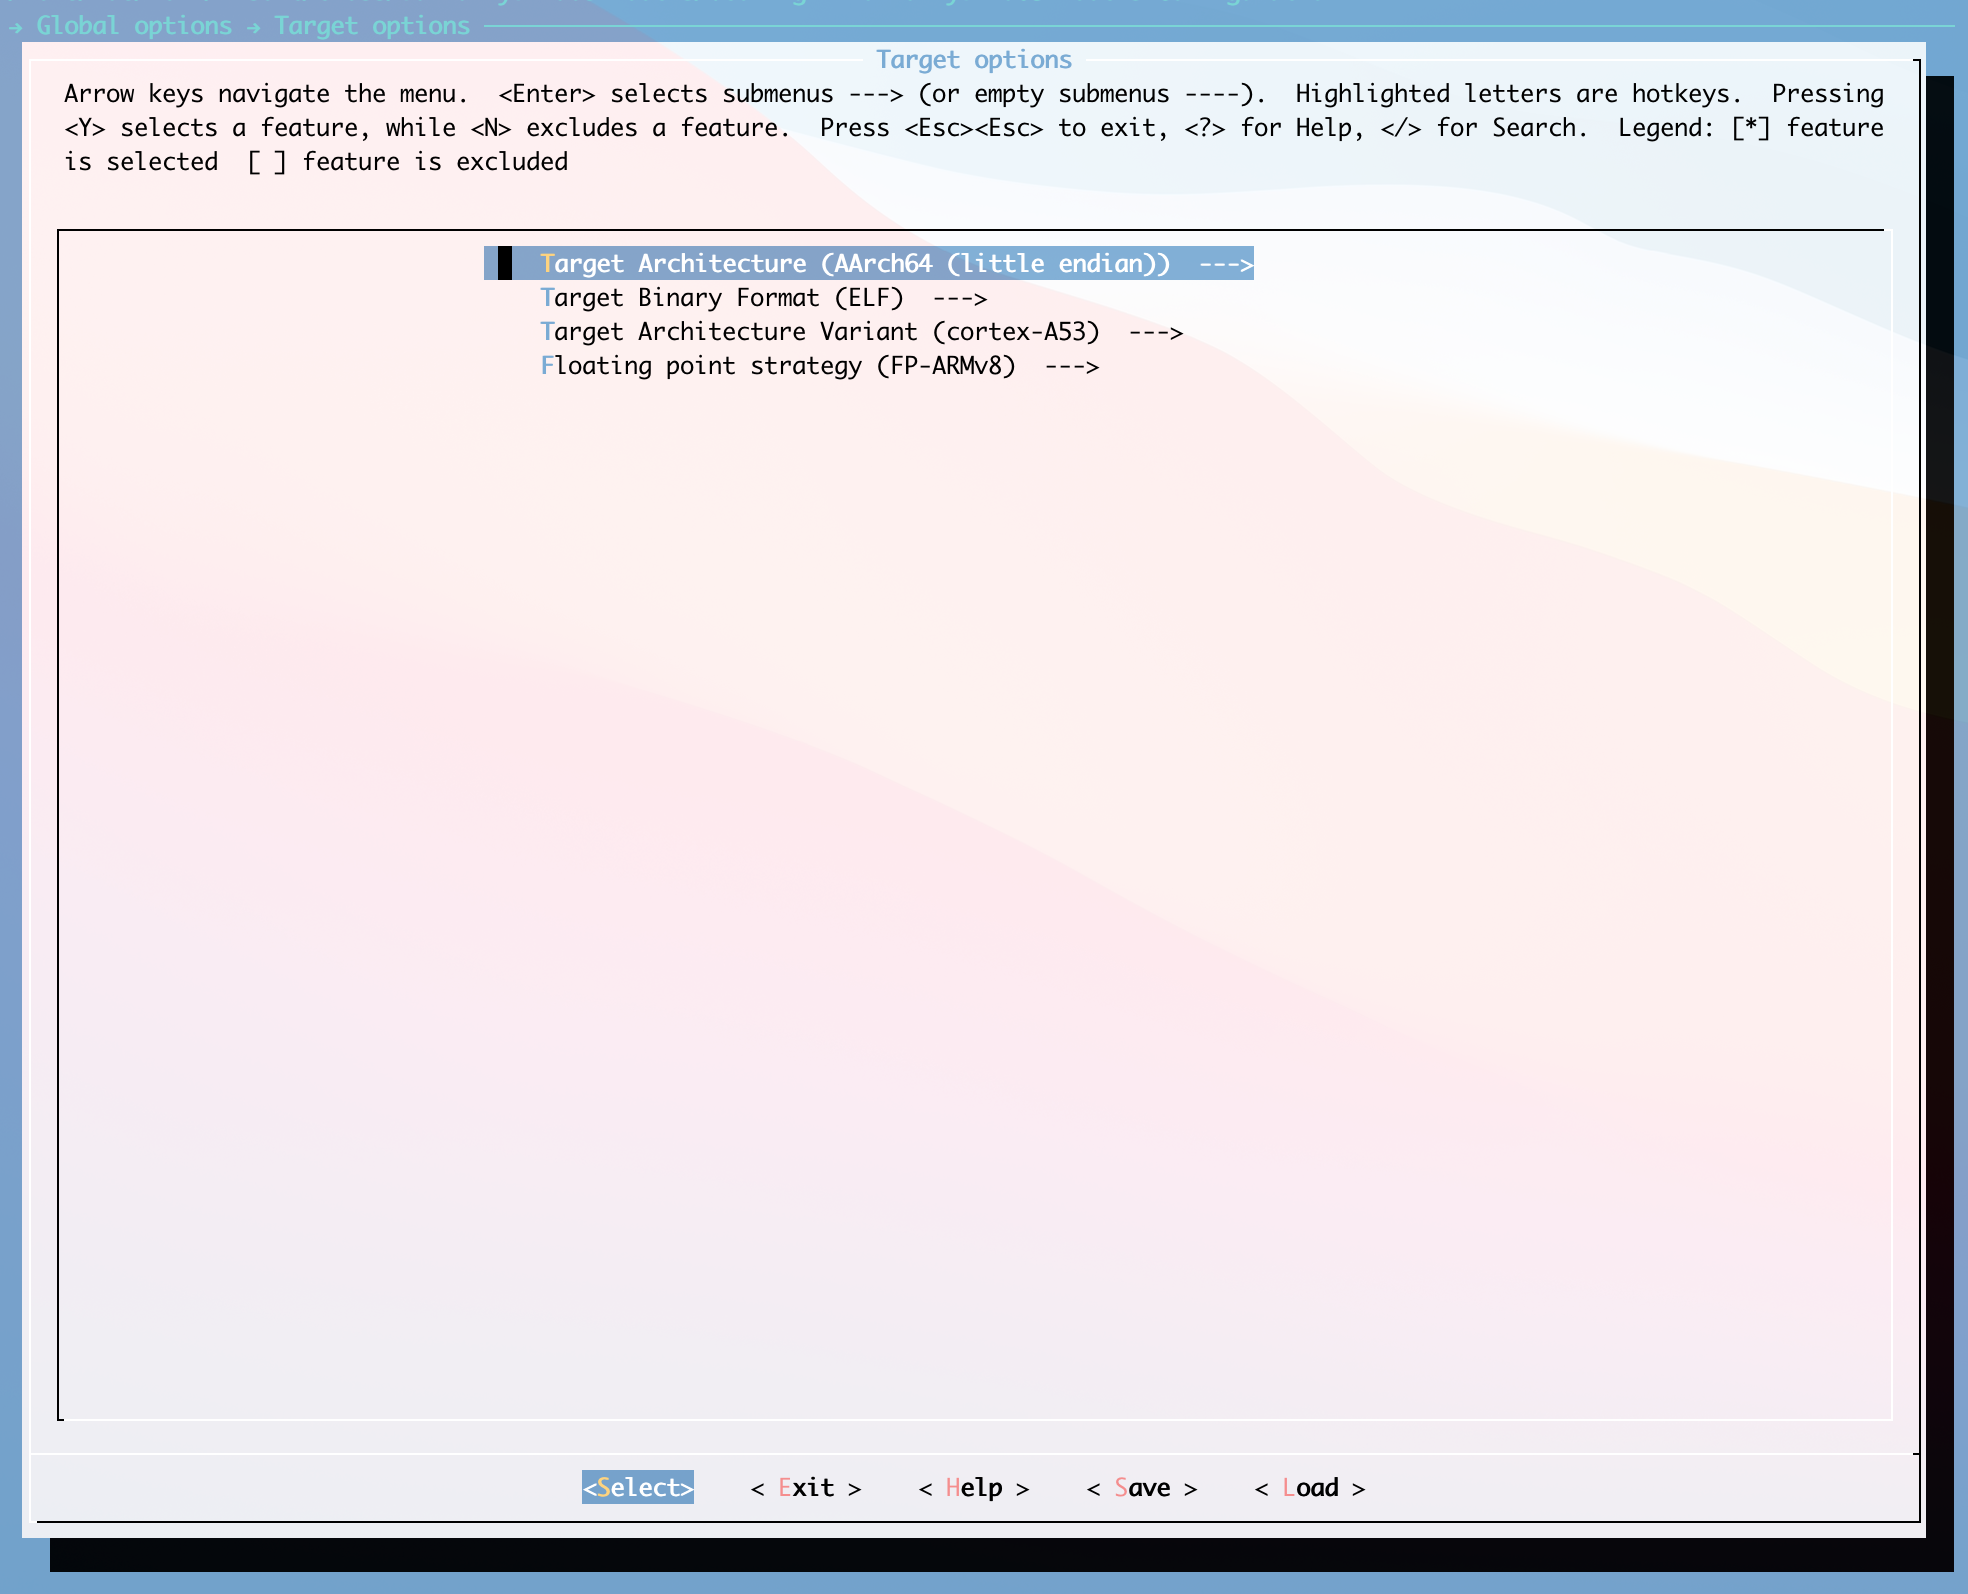 → Global options → Target options
Target options
Arrow keys navigate the menu.  <Enter> selects submenus ---> (or empty submenus ----).  Highlighted letters are hotkeys.  Pressing
<Y> selects a feature, while <N> excludes a feature.  Press <Esc><Esc> to exit, <?> for Help, </> for Search.  Legend: [*] feature
is selected  [ ] feature is excluded
Target Architecture (AArch64 (little endian))  --->
Target Binary Format (ELF)  --->
Target Architecture Variant (cortex-A53)  --->
Floating point strategy (FP-ARMv8)  --->
<Select>    < Exit >    < Help >    < Save >    < Load >